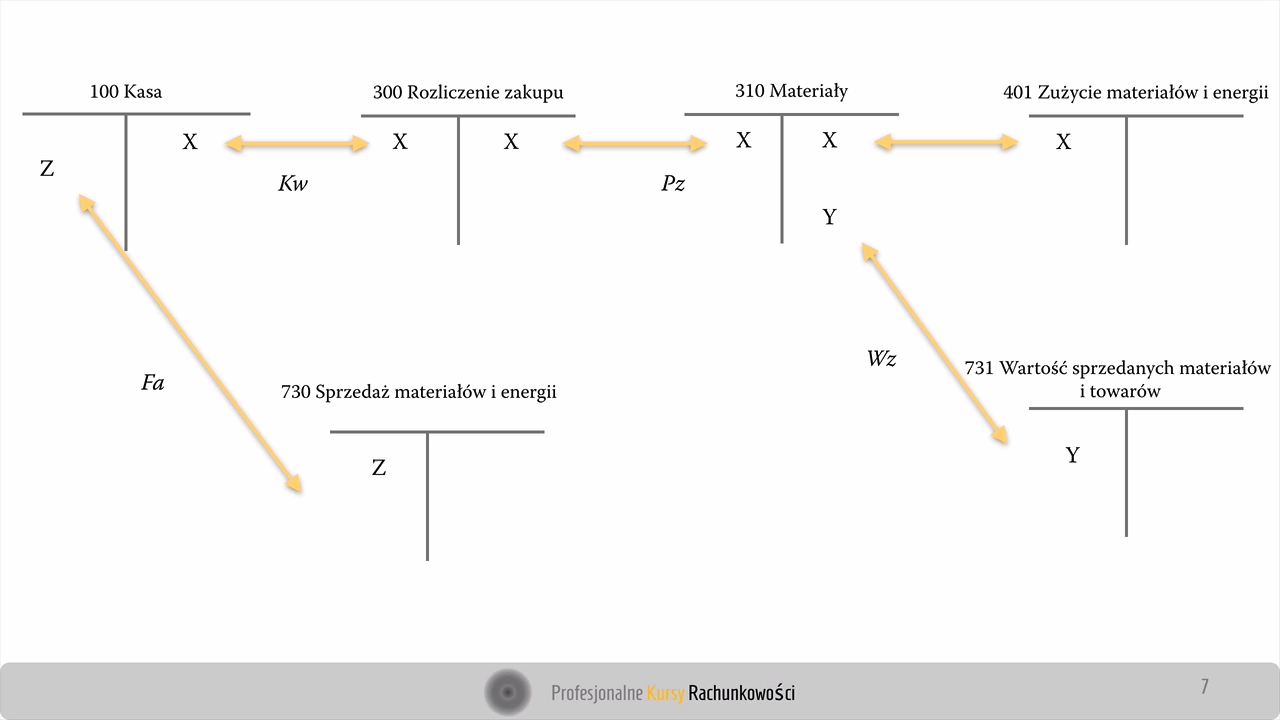 100 Kasa
300 Rozliczenie zakupu
310 Materiały
401 Zużycie materiałów i energii
X
X
X
X
X
X
Z
Kw
Pz
Y
Fa
Wz
730 Sprzedaż materiałów i energii
731 Wartość sprzedanych materiałów
i towarów
Z
Y
Profesjonalne Kursy Rachunkowości
7